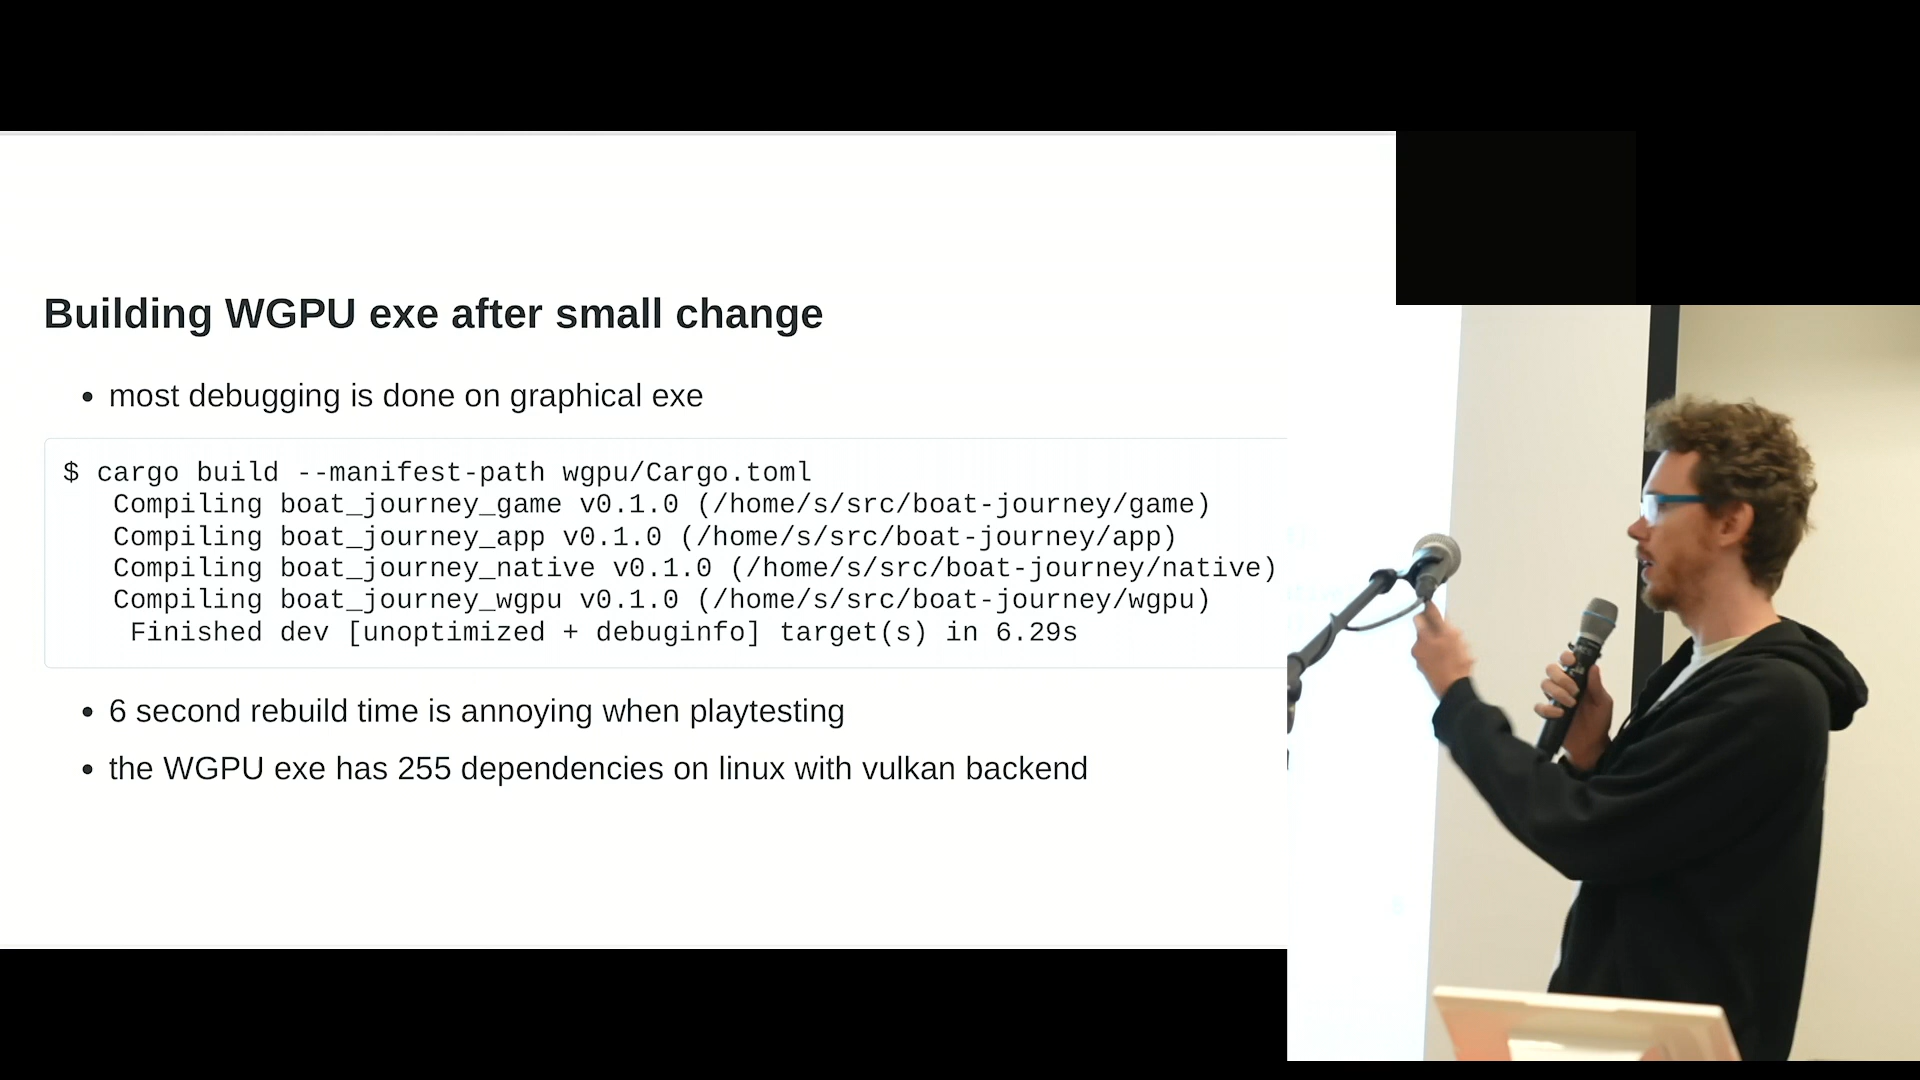 Building WGPU exe after small change
• most debugging is done on graphical exe
$ cargo build --manifest-path wgpu/Cargo.toml
   Compiling boat_journey_game v0.1.0 (/home/s/src/boat-journey/game)
   Compiling boat_journey_app v0.1.0 (/home/s/src/boat-journey/app)
   Compiling boat_journey_native v0.1.0 (/home/s/src/boat-journey/native)
   Compiling boat_journey_wgpu v0.1.0 (/home/s/src/boat-journey/wgpu)
    Finished dev [unoptimized + debuginfo] target(s) in 6.29s
• 6 second rebuild time is annoying when playtesting
• the WGPU exe has 255 dependencies on linux with vulkan backend